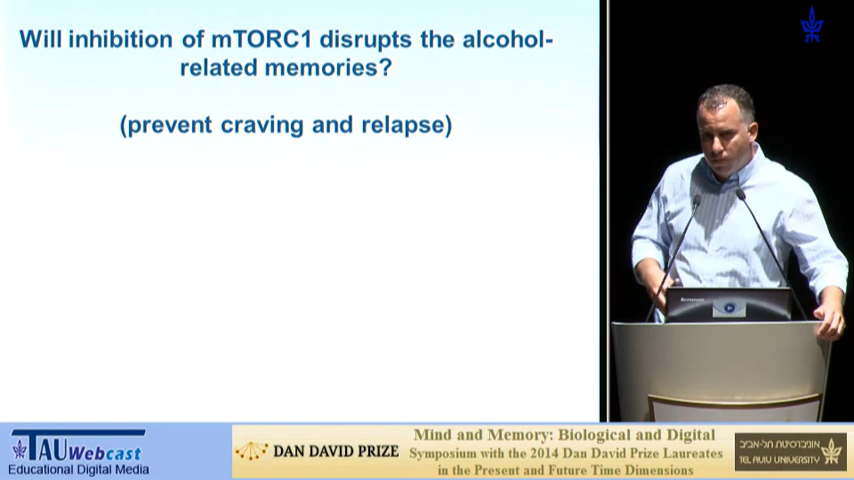 Will inhibition of mTORC1 disrupts the alcohol-
related memories?
(prevent craving and relapse)
TAU Webcast
Educational Digital Media
DAN DAVID PRIZE
Mind and Memory: Biological and Digital
Symposium with the 2014 Dan David Prize Laureates
in the Present and Future Time Dimensions
אוניברסיטת תל-אביב
TEL AVIV UNIVERSITY